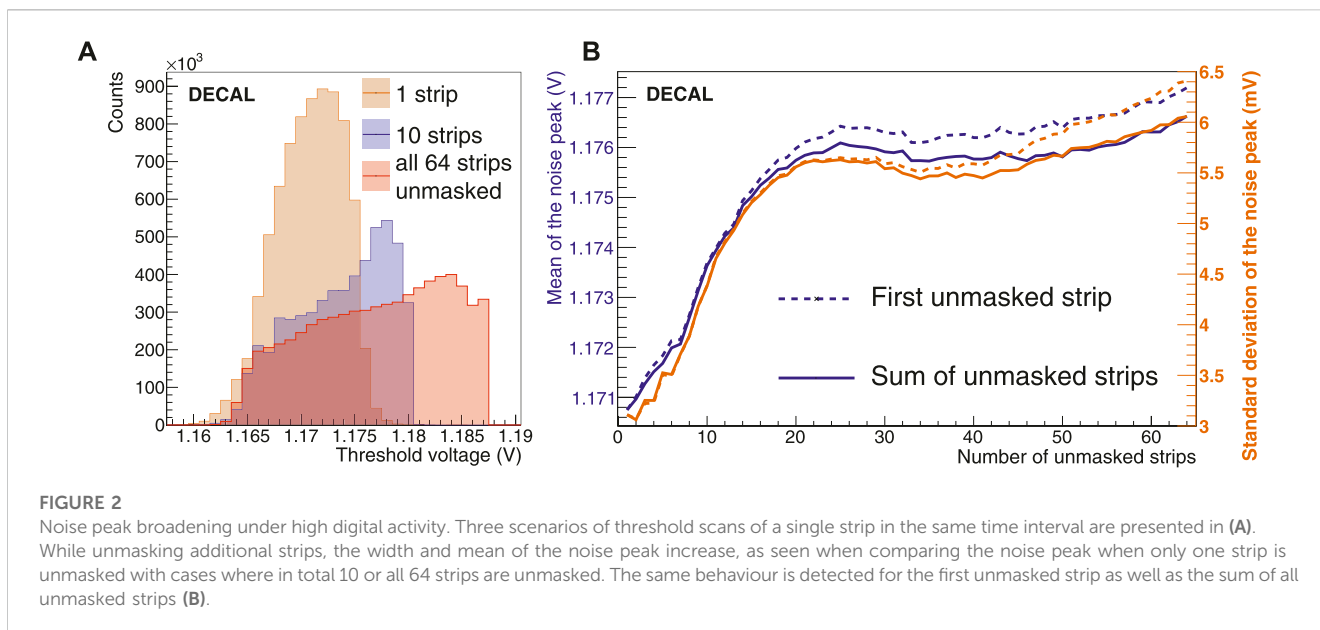 A
×10³
Counts
900
800
700
600
500
400
300
200
100
0
DECAL
1 strip
10 strips
all 64 strips
unmasked
1.16 1.165 1.17 1.175 1.18 1.185 1.19
Threshold voltage (V)
B
Mean of the noise peak (V)
1.177
1.176
1.175
1.174
1.173
1.172
1.171
DECAL
First unmasked strip
Sum of unmasked strips
0 10 20 30 40 50 60
Number of unmasked strips
6.5
6
5.5
5
4.5
4
3.5
3
Standard deviation of the noise peak (mV)
FIGURE 2
Noise peak broadening under high digital activity. Three scenarios of threshold scans of a single strip in the same time interval are presented in (A).
While unmasking additional strips, the width and mean of the noise peak increase, as seen when comparing the noise peak when only one strip is
unmasked with cases where in total 10 or all 64 strips are unmasked. The same behaviour is detected for the first unmasked strip as well as the sum of all
unmasked strips (B).